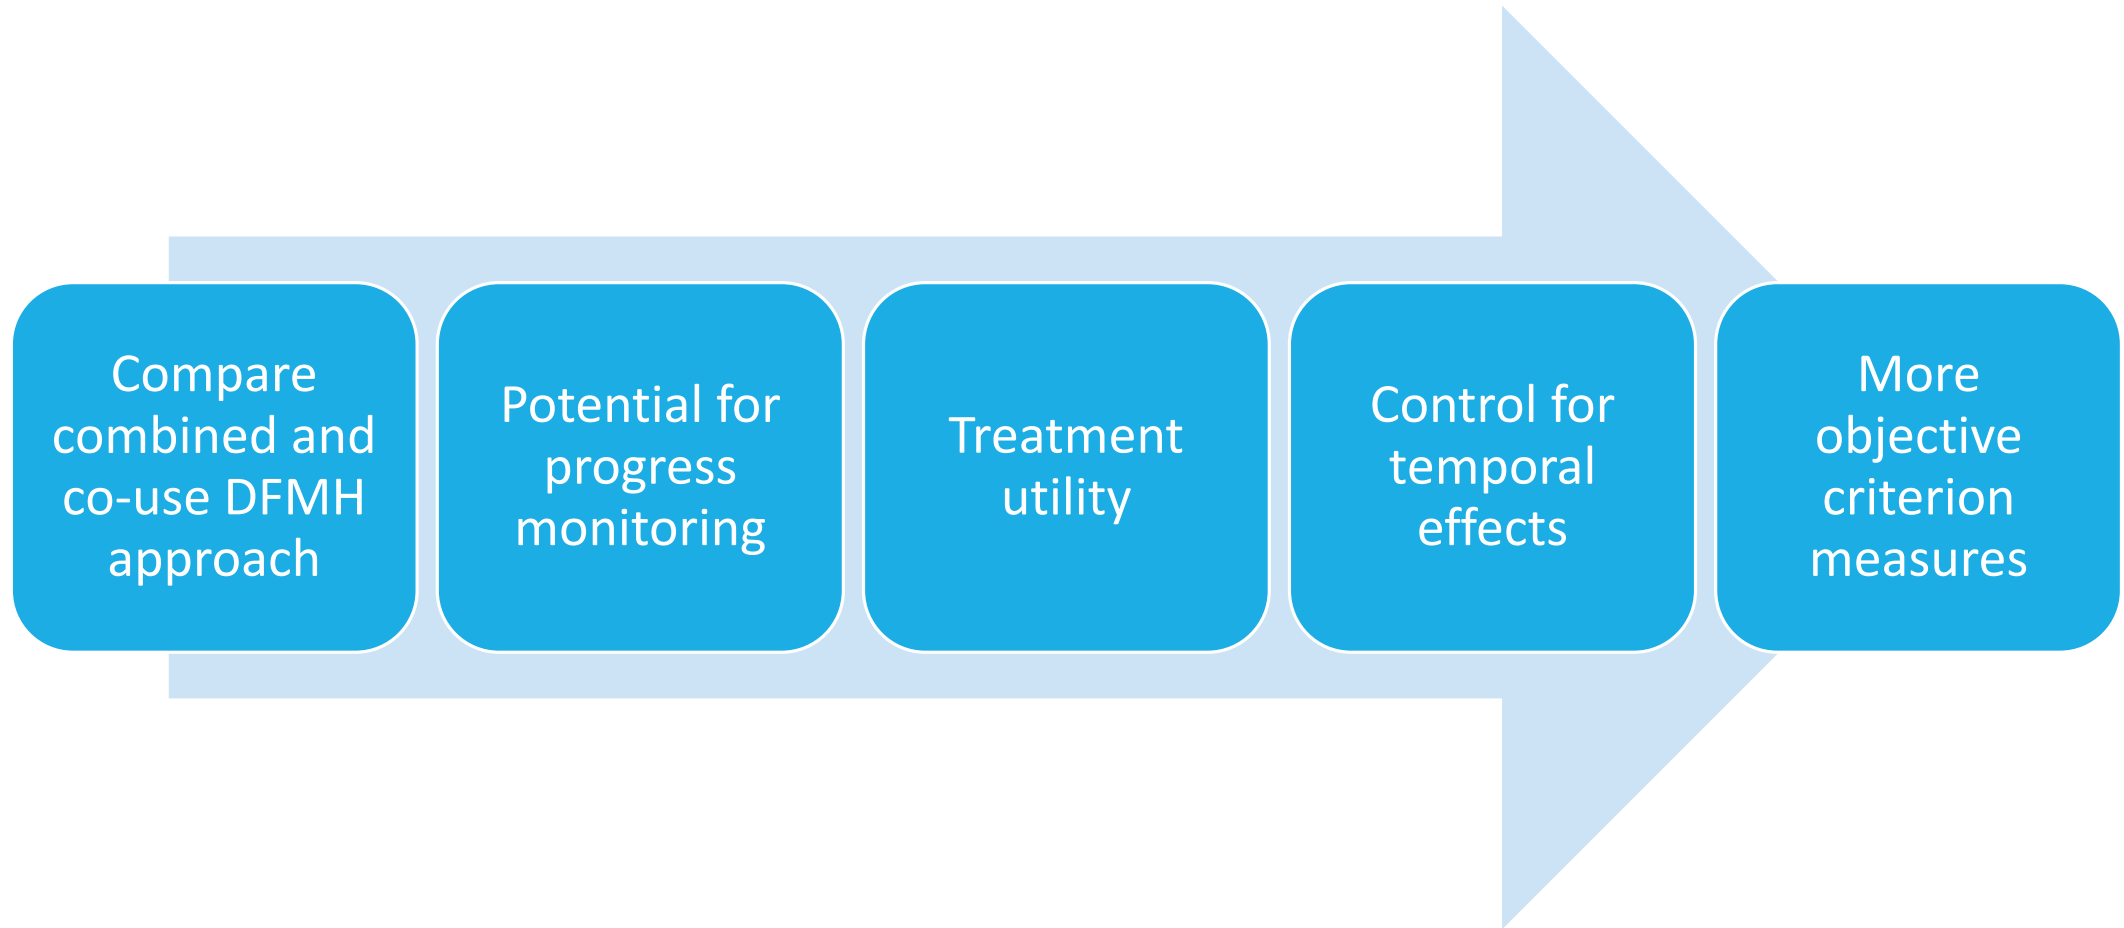 Compare
combined and
co-use DFMH
approach
Potential for
progress
monitoring
Treatment
utility
Control for
temporal
effects
More
objective
criterion
measures